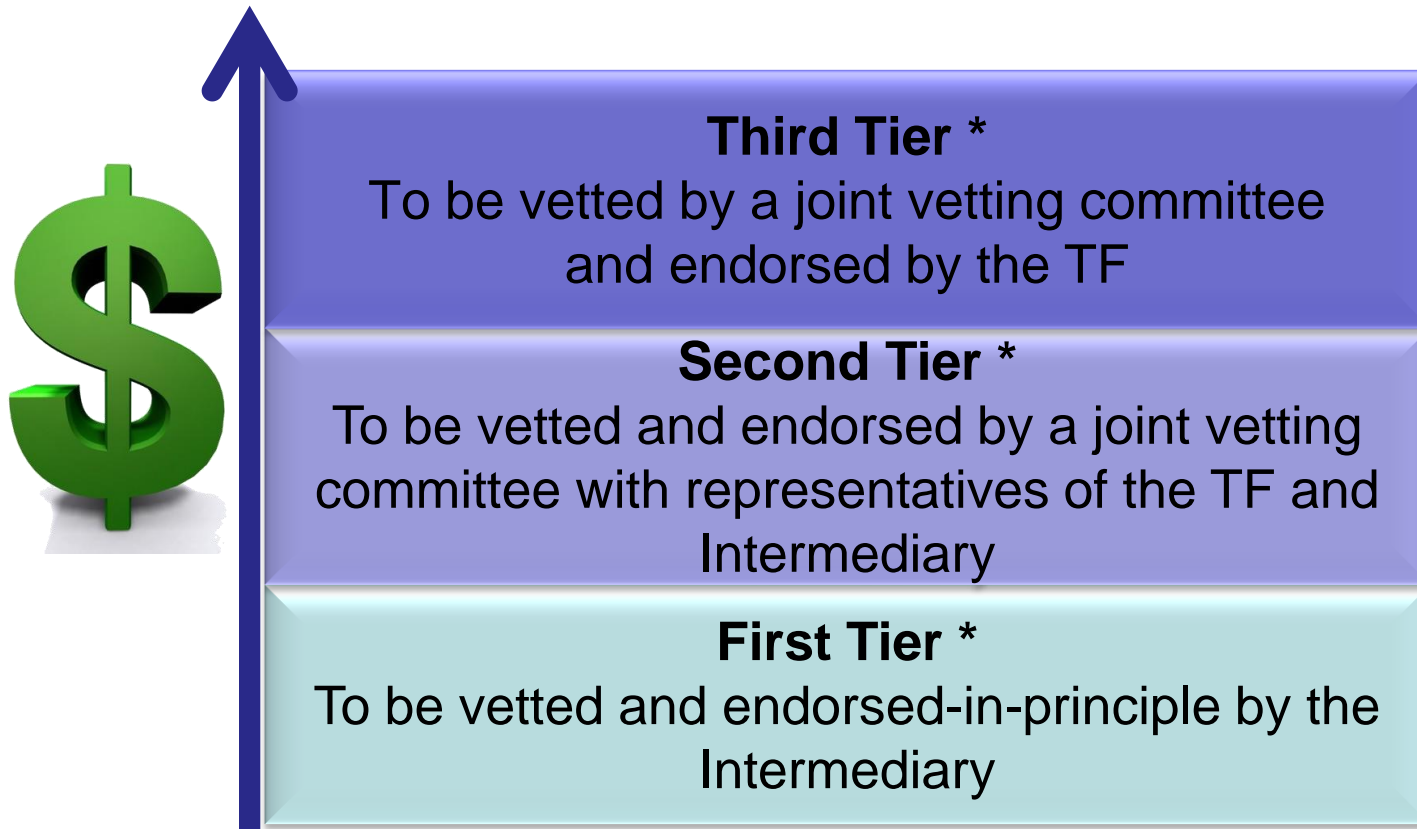 Third Tier *
To be vetted by a joint vetting committee
and endorsed by the TF
Second Tier *
To be vetted and endorsed by a joint vetting
committee with representatives of the TF and
Intermediary
First Tier *
To be vetted and endorsed-in-principle by the
Intermediary